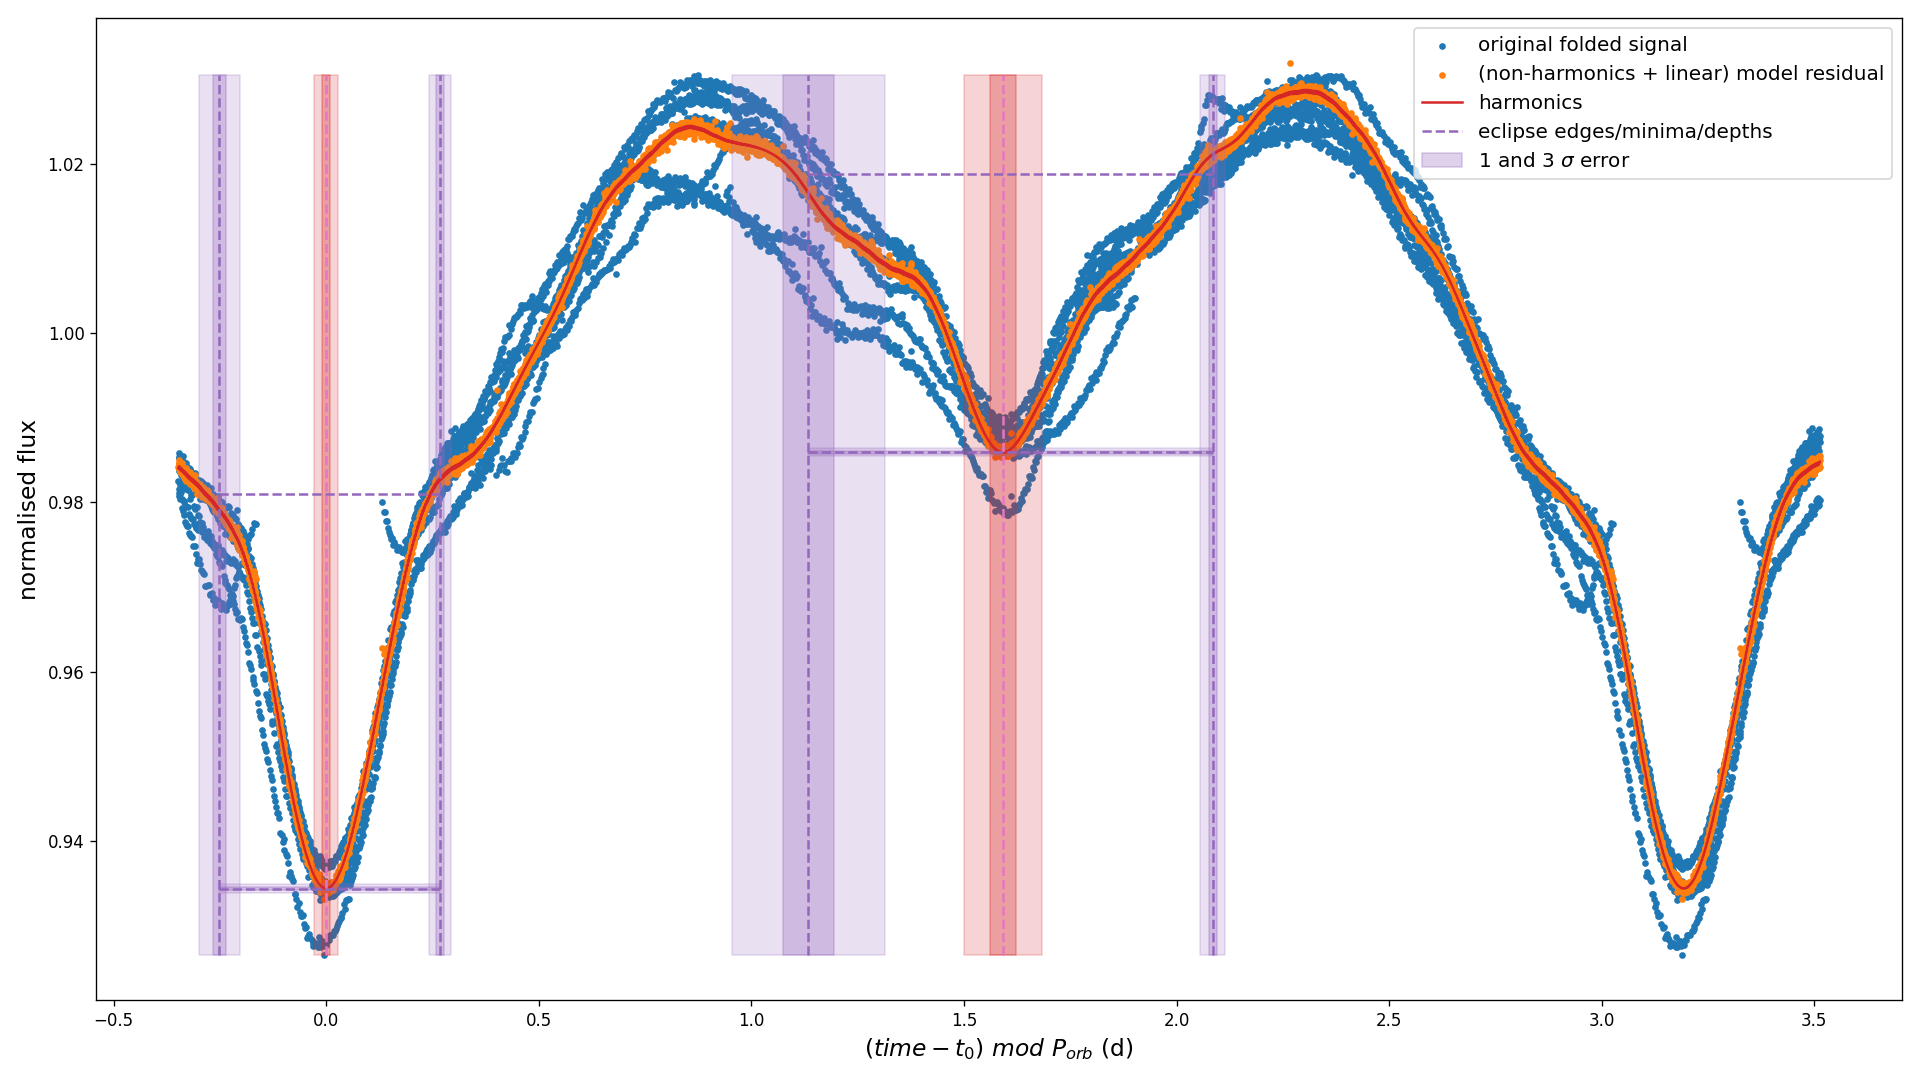 original folded signal
(non-harmonics + linear) model residual
harmonics
eclipse edges/minima/depths
1 and 3 σ error
normalised flux
1.02
1.00
0.98
0.96
0.94
−0.5 0.0 0.5 1.0 1.5 2.0 2.5 3.0 3.5
(time − t₀) mod P_orb (d)